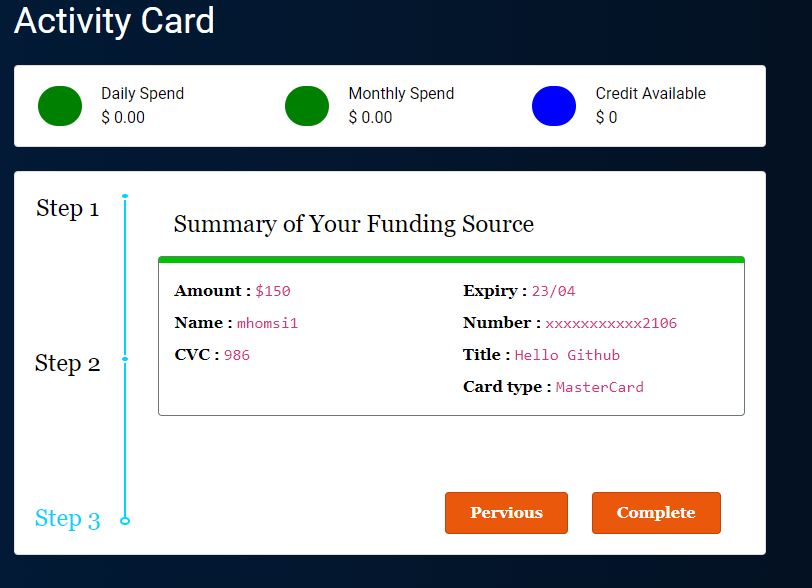 Activity Card
Daily Spend
$ 0.00
Monthly Spend
$ 0.00
Credit Available
$ 0
Step 1
Step 2
Step 3
Summary of Your Funding Source
Amount : $150
Name : mhomsi1
CVC : 986
Expiry : 23/04
Number : xxxxxxxxxxx2106
Title : Hello Github
Card type : MasterCard
Pervious
Complete